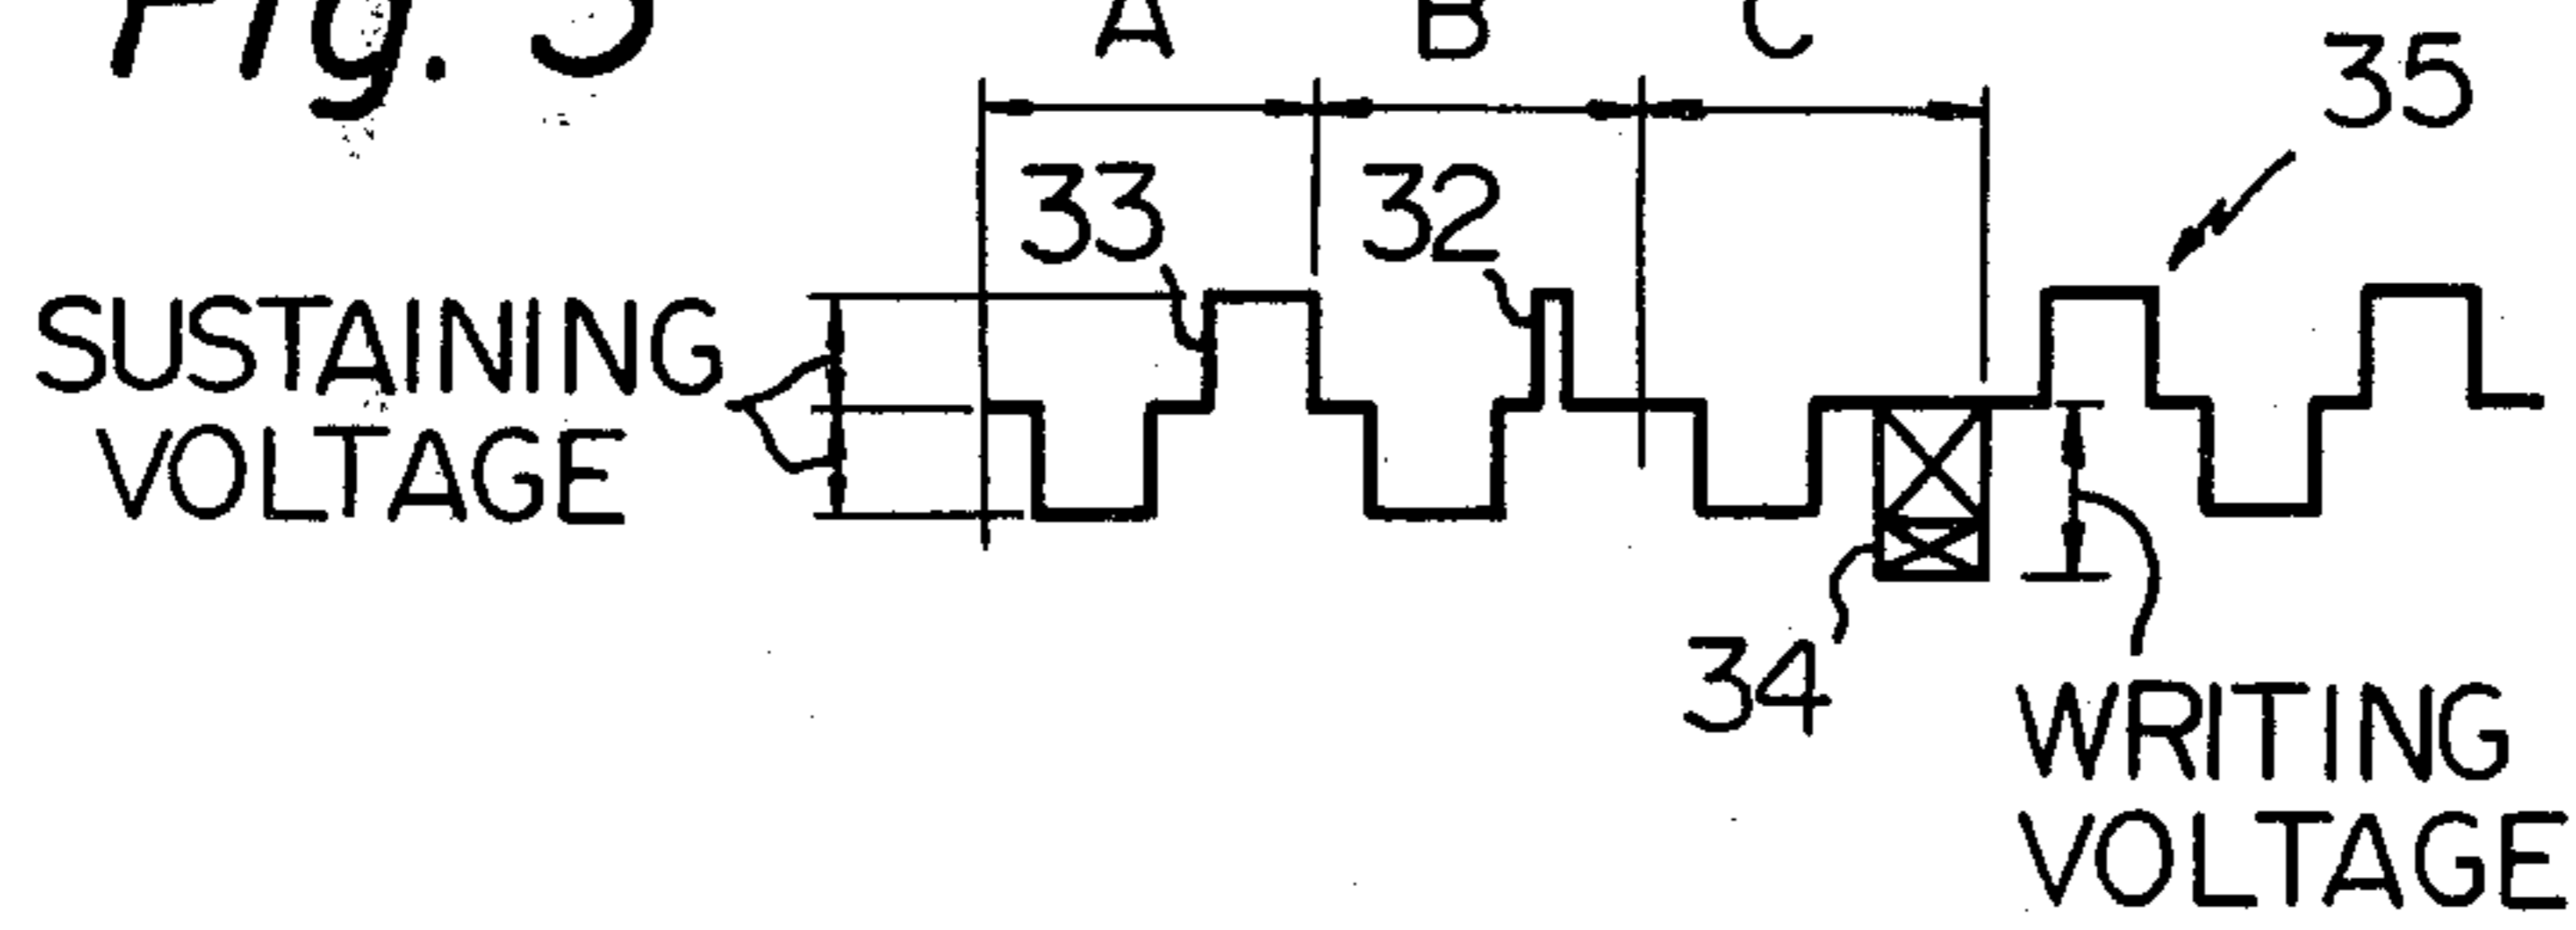 Fig. 3
A B C
35
33 32
SUSTAINING
VOLTAGE
34
WRITING
VOLTAGE